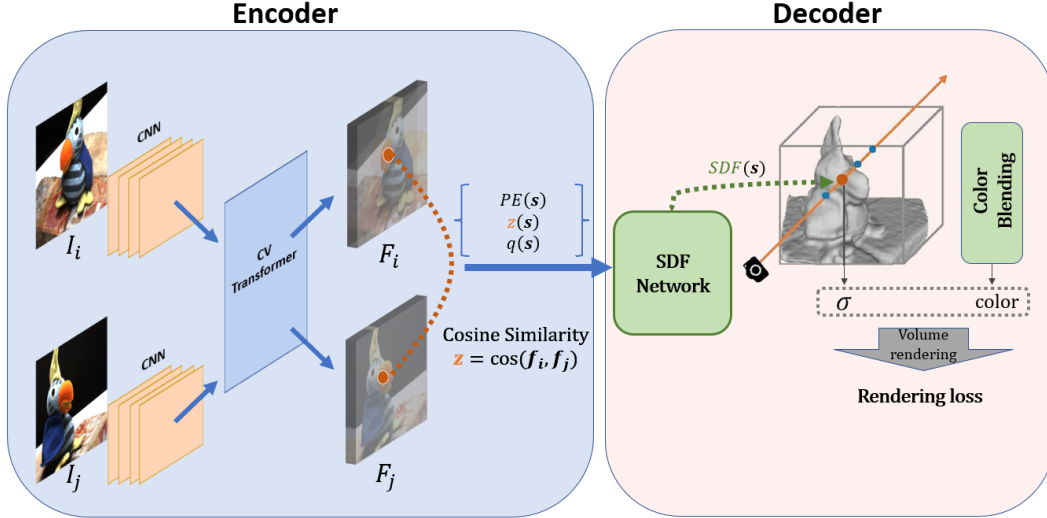 Encoder
Decoder
CNN
I_i
CV
Transformer
F_i
CNN
I_j
F_j
PE(s)
z(s)
q(s)
Cosine Similarity
z = cos(f_i, f_j)
SDF
Network
SDF(s)
Color
Blending
σ
color
Volume
rendering
Rendering loss